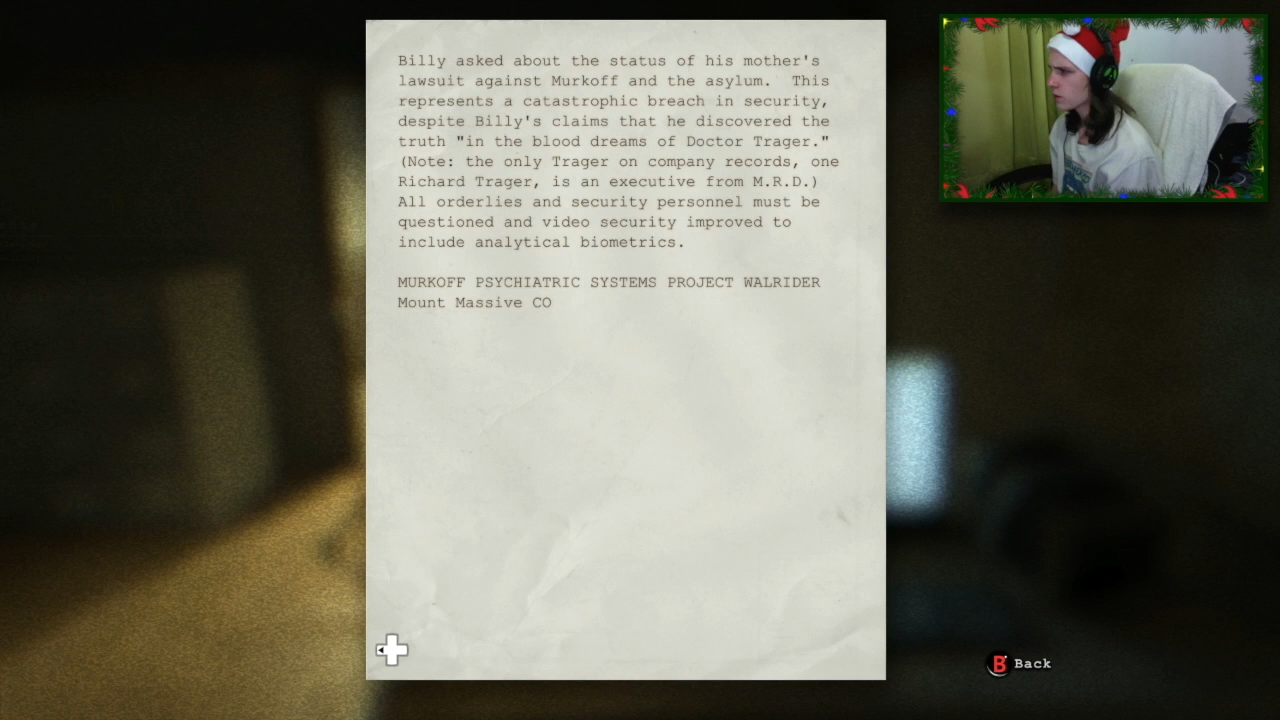 Billy asked about the status of his mother's
lawsuit against Murkoff and the asylum.  This
represents a catastrophic breach in security,
despite Billy's claims that he discovered the
truth "in the blood dreams of Doctor Trager."
(Note: the only Trager on company records, one
Richard Trager, is an executive from M.R.D.)
All orderlies and security personnel must be
questioned and video security improved to
include analytical biometrics.
MURKOFF PSYCHIATRIC SYSTEMS PROJECT WALRIDER
Mount Massive CO
B Back